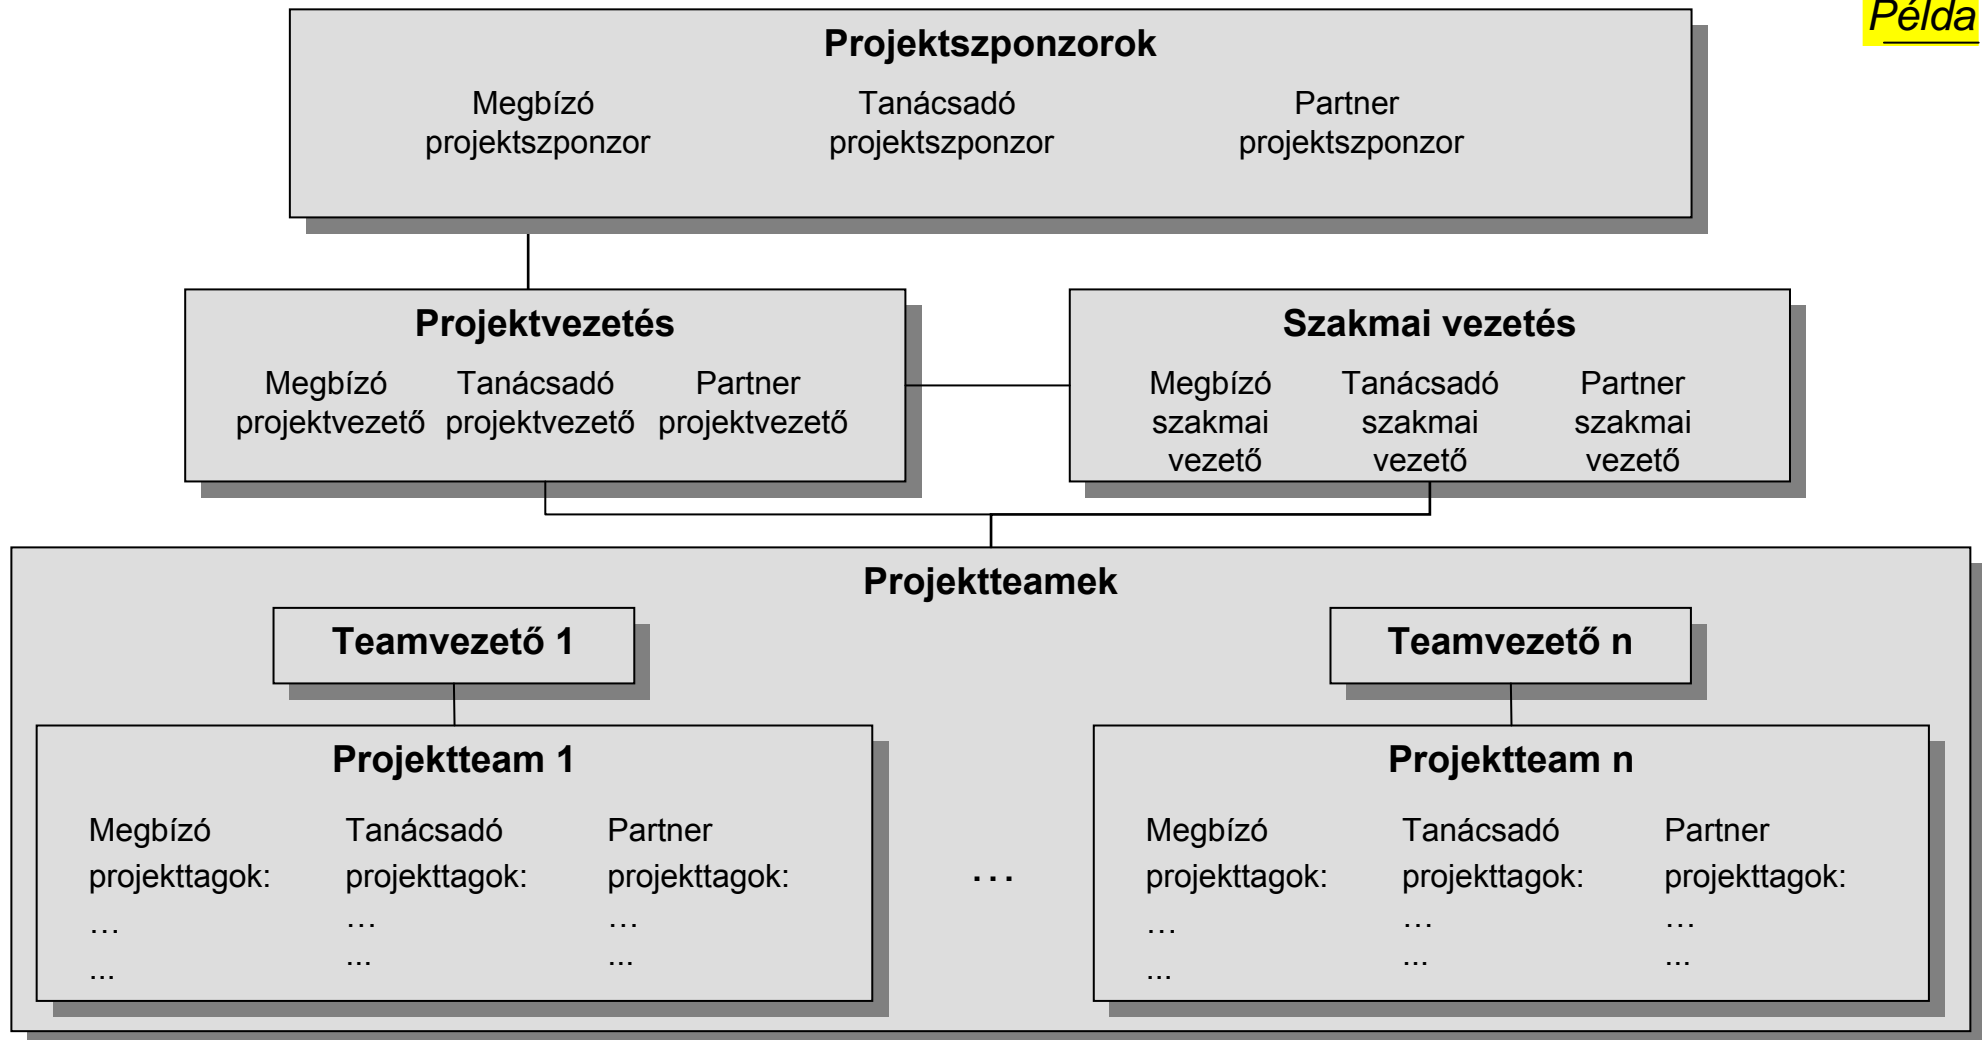 Példa
Projektszponzorok
Megbízó Tanácsadó Partner
projektszponzor projektszponzor projektszponzor
Projektvezetés
Megbízó Tanácsadó Partner
projektvezető projektvezető projektvezető
Szakmai vezetés
Megbízó Tanácsadó Partner
szakmai szakmai szakmai
vezető vezető vezető
Projektteamek
Teamvezető 1
Projektteam 1
Megbízó Tanácsadó Partner
projekttagok: projekttagok: projekttagok:
… … …
... ... ...
…
Teamvezető n
Projektteam n
Megbízó Tanácsadó Partner
projekttagok: projekttagok: projekttagok:
… … …
... ... ...